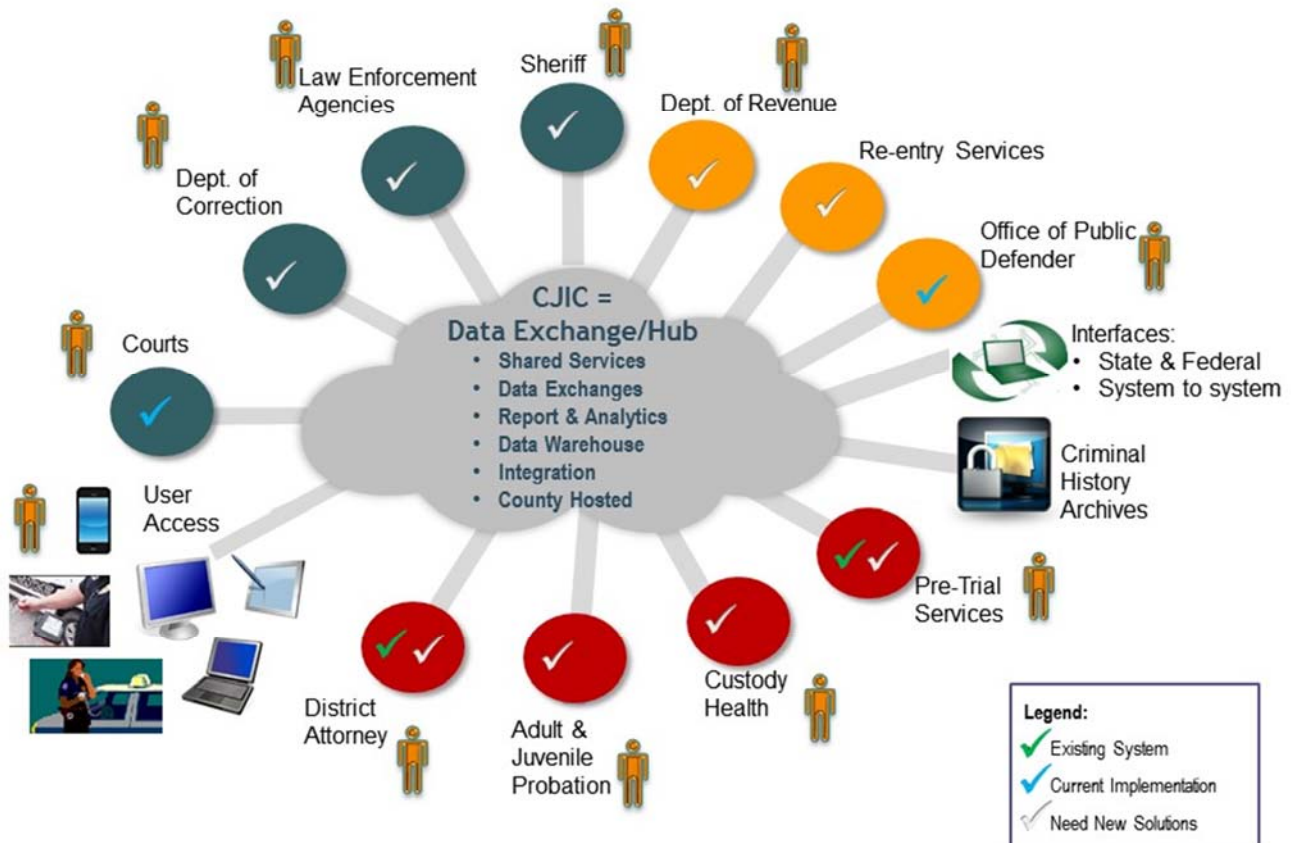 Law Enforcement
Agencies
Sheriff
Dept. of Revenue
Re-entry Services
Dept. of
Correction
Office of Public
Defender
CJIC =
Data Exchange/Hub
• Shared Services
• Data Exchanges
• Report & Analytics
• Data Warehouse
• Integration
• County Hosted
Interfaces:
• State & Federal
• System to system
Courts
Criminal
History
Archives
User
Access
Pre-Trial
Services
Custody
Health
District
Attorney
Adult &
Juvenile
Probation
Legend:
Existing System
Current Implementation
Need New Solutions